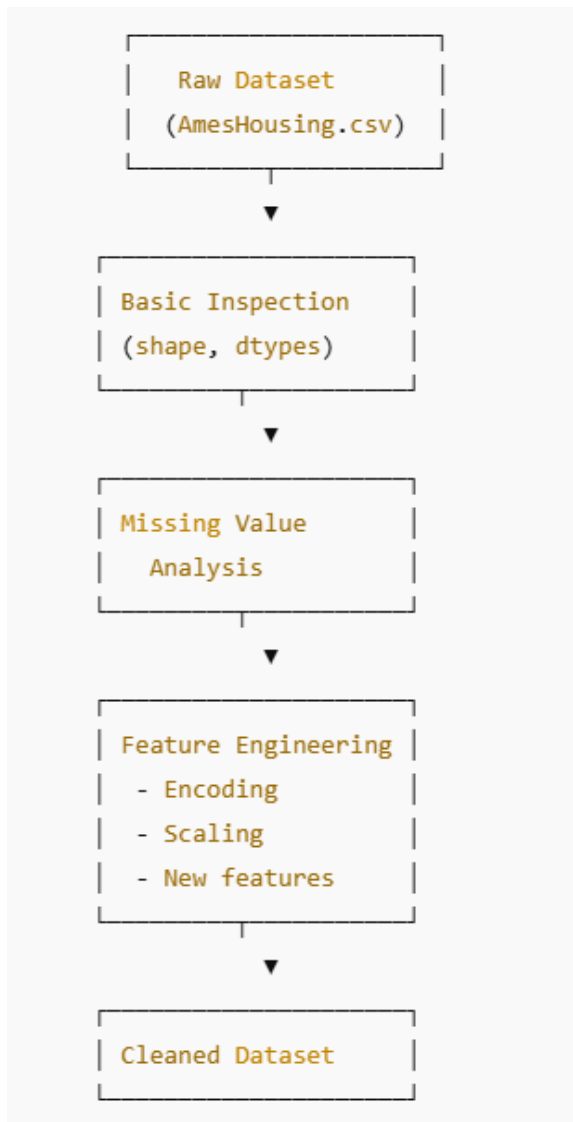 Raw Dataset
(AmesHousing.csv)
Basic Inspection
(shape, dtypes)
Missing Value
Analysis
Feature Engineering
- Encoding
- Scaling
- New features
Cleaned Dataset